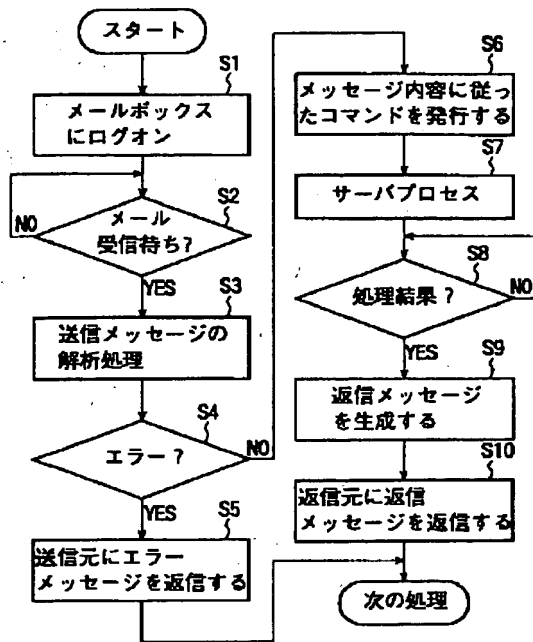 スタート
S1
メールボックス
にログオン
S2
メール
受信待ち?
NO
YES
S3
送信メッセージの
解析処理
S4
エラー?
NO
YES
S5
送信元にエラー
メッセージを返信する
S6
メッセージ内容に従っ
たコマンドを発行する
S7
サーバプロセス
S8
処理結果?
NO
YES
S9
返信メッセージ
を生成する
S10
返信元に返信
メッセージを返信する
次の処理